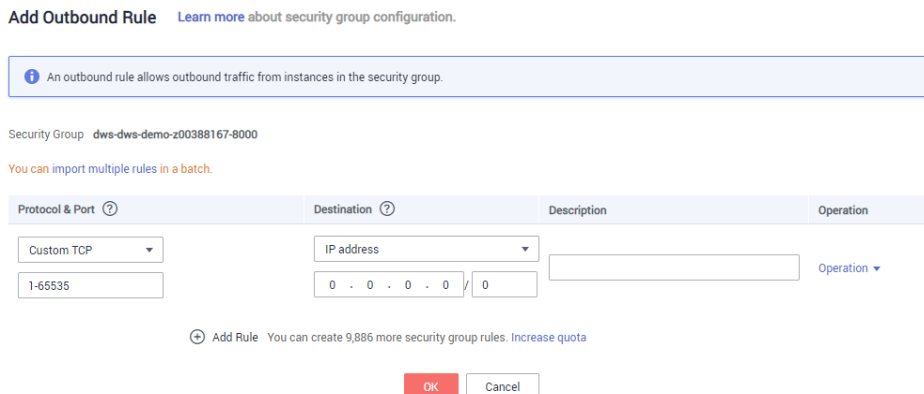 Add Outbound Rule Learn more about security group configuration.
An outbound rule allows outbound traffic from instances in the security group.
Security Group dws-dws-demo-z00388167-8000
You can import multiple rules in a batch.
Protocol & Port Destination Description Operation
Custom TCP IP address
Operation
1-65535 0 . 0 . 0 . 0 / 0
Add Rule You can create 9,886 more security group rules. Increase quota
OK Cancel